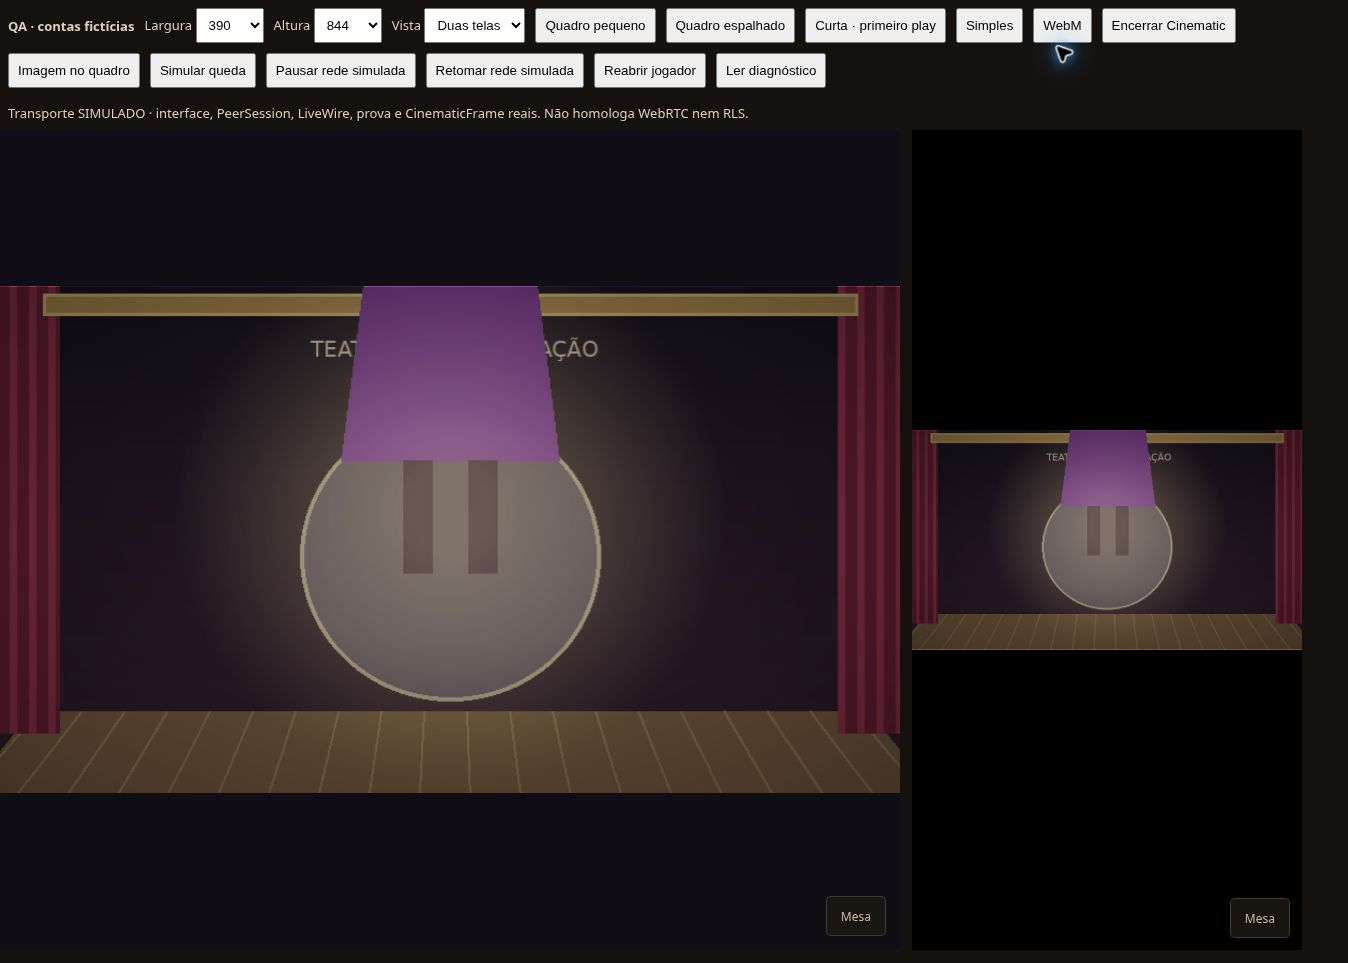 QA · contas fictícias Largura 390 Altura 844 Vista Duas telas Quadro pequeno Quadro espalhado Curta · primeiro play Simples WebM Encerrar Cinematic
Imagem no quadro Simular queda Pausar rede simulada Retomar rede simulada Reabrir jogador Ler diagnóstico
Transporte SIMULADO · interface, PeerSession, LiveWire, prova e CinematicFrame reais. Não homologa WebRTC nem RLS.
Mesa
Mesa